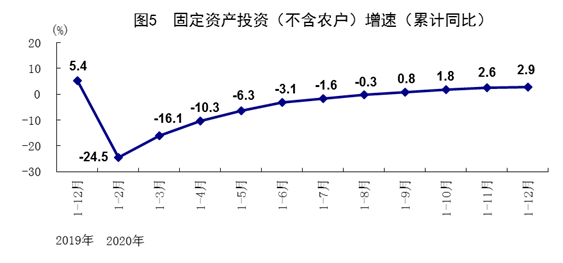 图5 固定资产投资（不含农户）增速（累计同比）
(%)
20
10
0
-10
-20
-30
5.4
-24.5
-16.1
-10.3
-6.3
-3.1
-1.6
-0.3
0.8
1.8
2.6
2.9
1-12月
1-2月
1-3月
1-4月
1-5月
1-6月
1-7月
1-8月
1-9月
1-10月
1-11月
1-12月
2019年 2020年